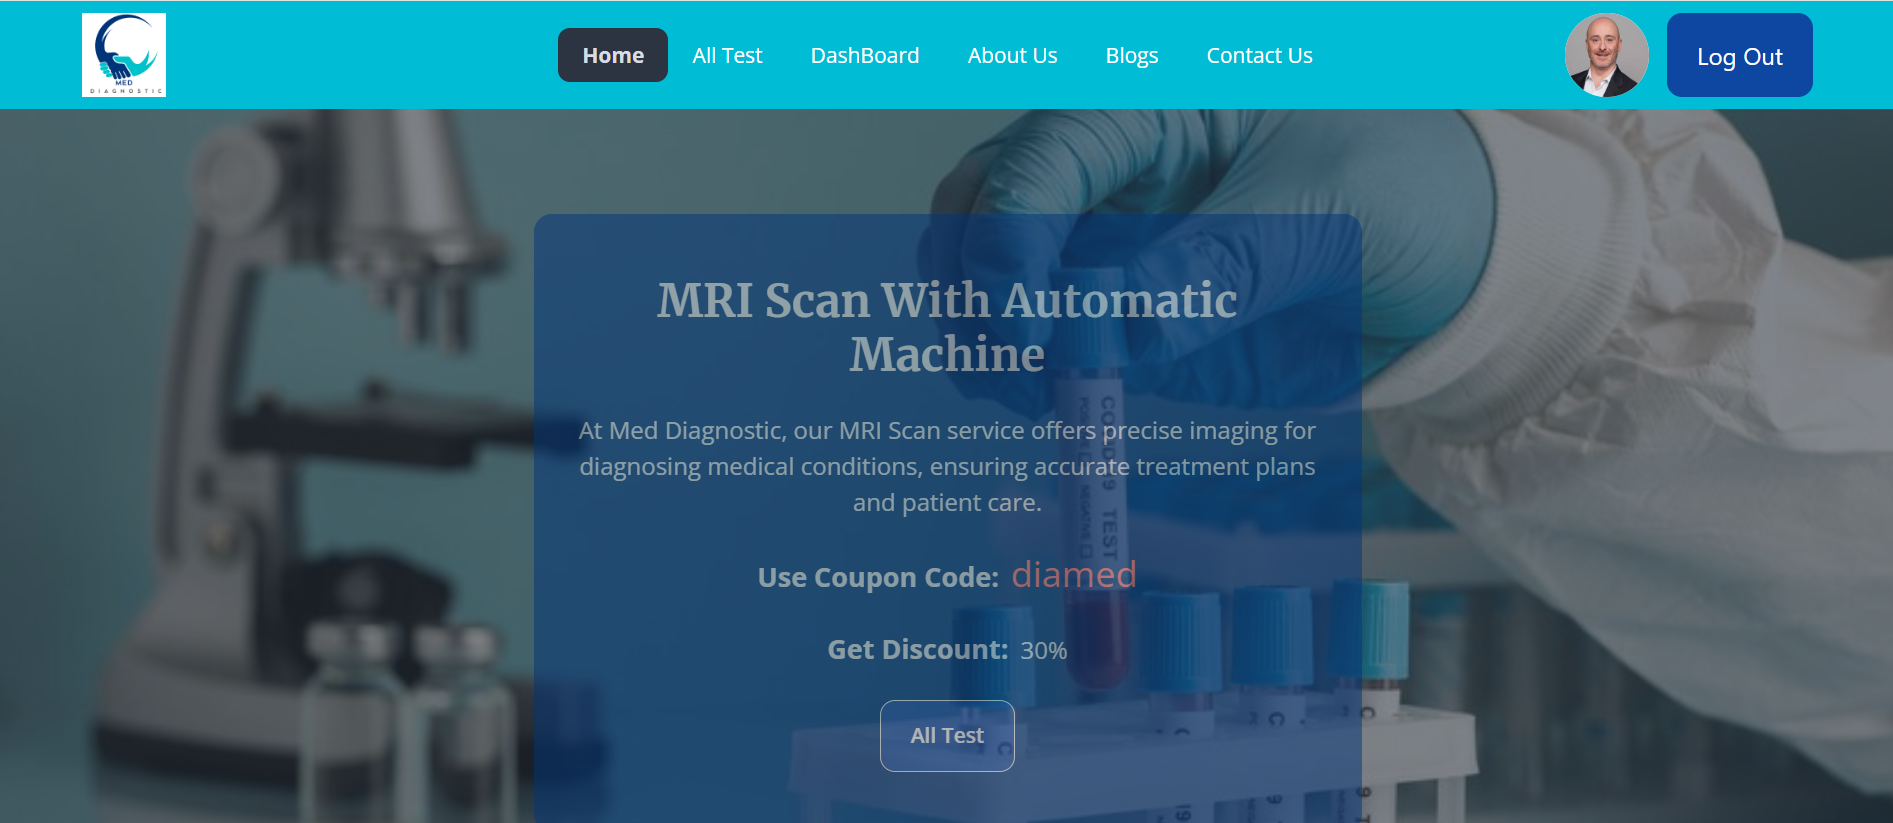 MED
DIAGNOSTIC
Home
All Test
DashBoard
About Us
Blogs
Contact Us
Log Out
MRI Scan With Automatic
Machine
At Med Diagnostic, our MRI Scan service offers precise imaging for
diagnosing medical conditions, ensuring accurate treatment plans
and patient care.
Use Coupon Code: diamed
Get Discount: 30%
All Test
COVID-19 TEST
NEGATIVE